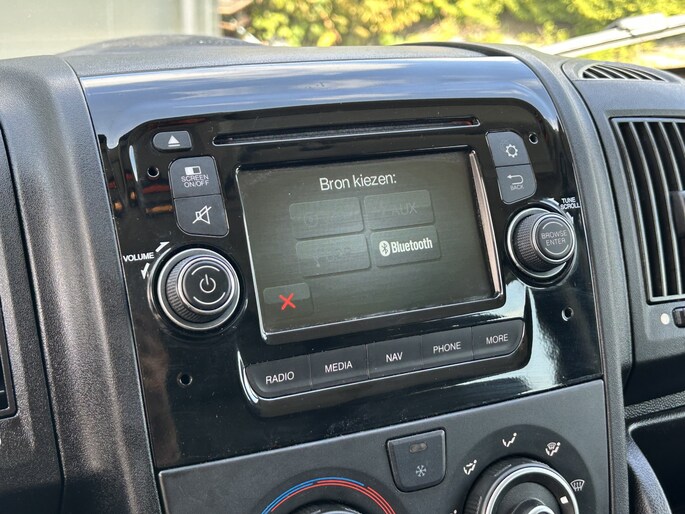 SCREEN
ON/OFF
BACK
TUNE
SCROLL
Bron kiezen:
AUX
Bluetooth
VOLUME
BROWSE
ENTER
RADIO
MEDIA
NAV
PHONE
MORE